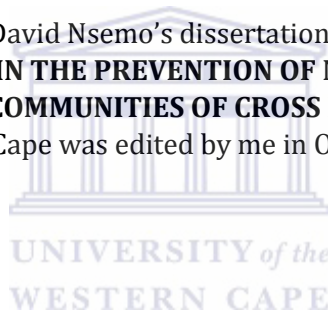 David Nsemo’s dissertation
IN THE PREVENTION OF
COMMUNITIES OF CROSS
Cape was edited by me in
UNIVERSITY of the
WESTERN CAPE